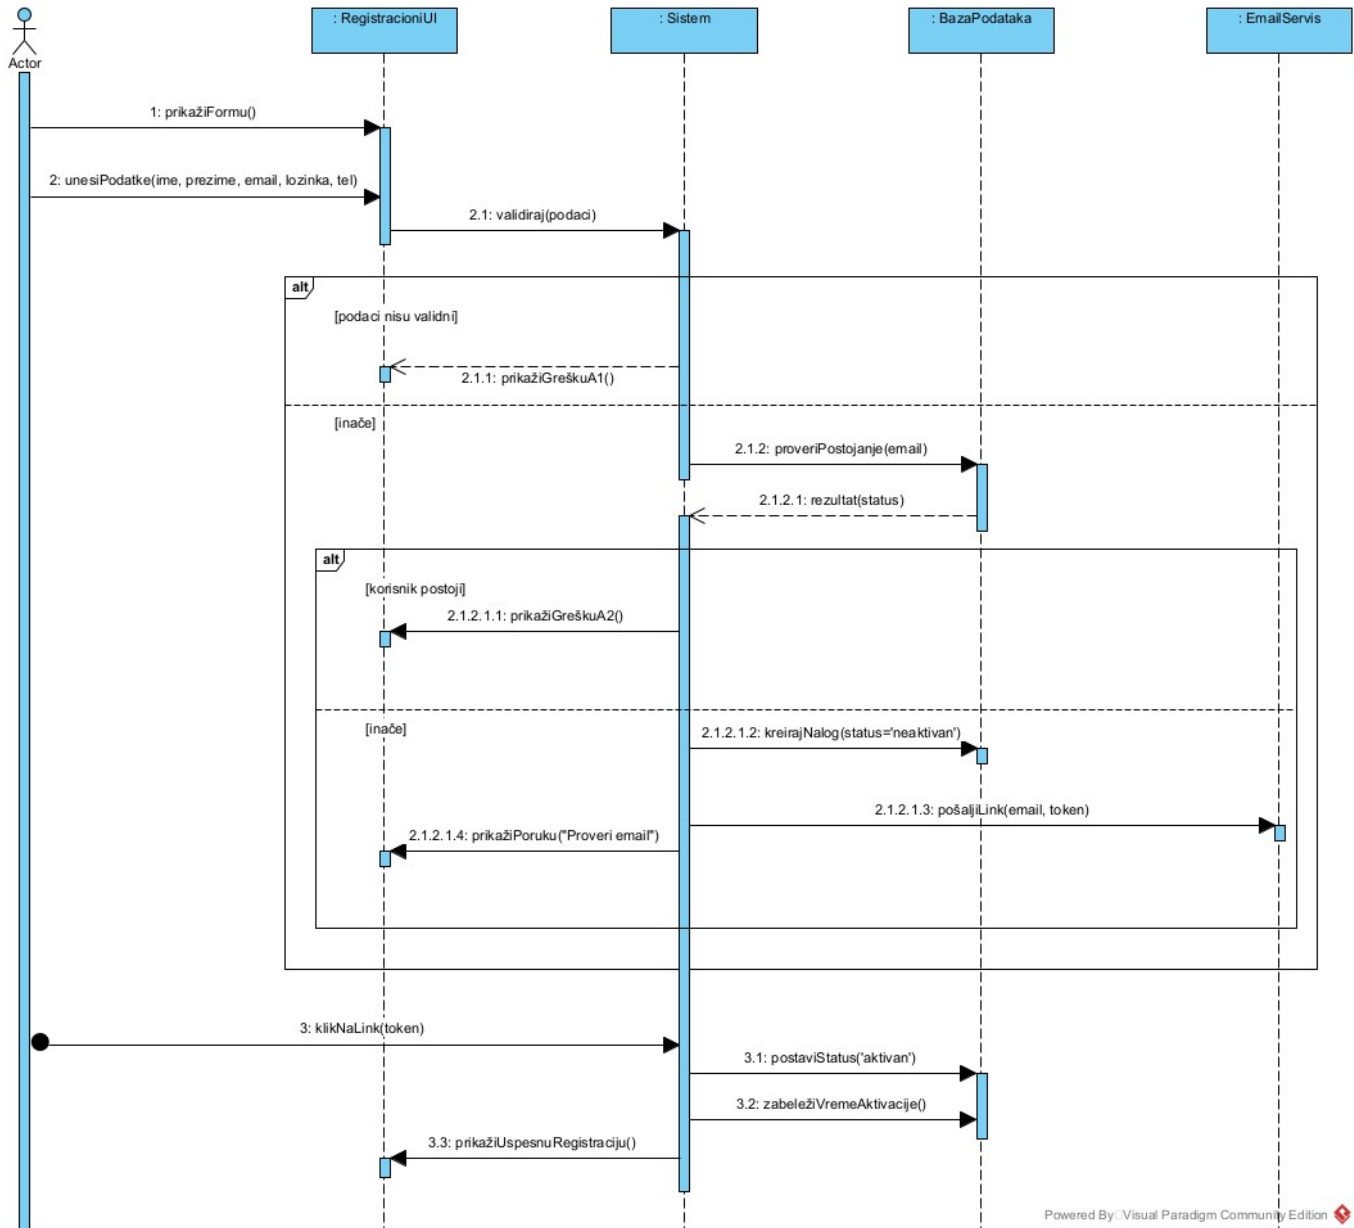 : RegistracioniUI
: Sistem
: BazaPodataka
: EmailServis
Actor
1: prikažiFormu()
2: unesiPodatke(ime, prezime, email, lozinka, tel)
2.1: validiraj(podaci)
alt
[podaci nisu validni]
2.1.1: prikažiGreškuA1()
[inače]
2.1.2: proveriPostojanje(email)
2.1.2.1: rezultat(status)
alt
[korisnik postoji]
2.1.2.1.1: prikažiGreškuA2()
[inače]
2.1.2.1.2: kreirajNalog(status='neaktivan')
2.1.2.1.3: pošaljiLink(email, token)
2.1.2.1.4: prikažiPoruku("Proveri email")
3: klikNaLink(token)
3.1: postaviStatus('aktivan')
3.2: zabeležiVremeAktivacije()
3.3: prikažiUspesnuRegistraciju()
Powered By Visual Paradigm Community Edition